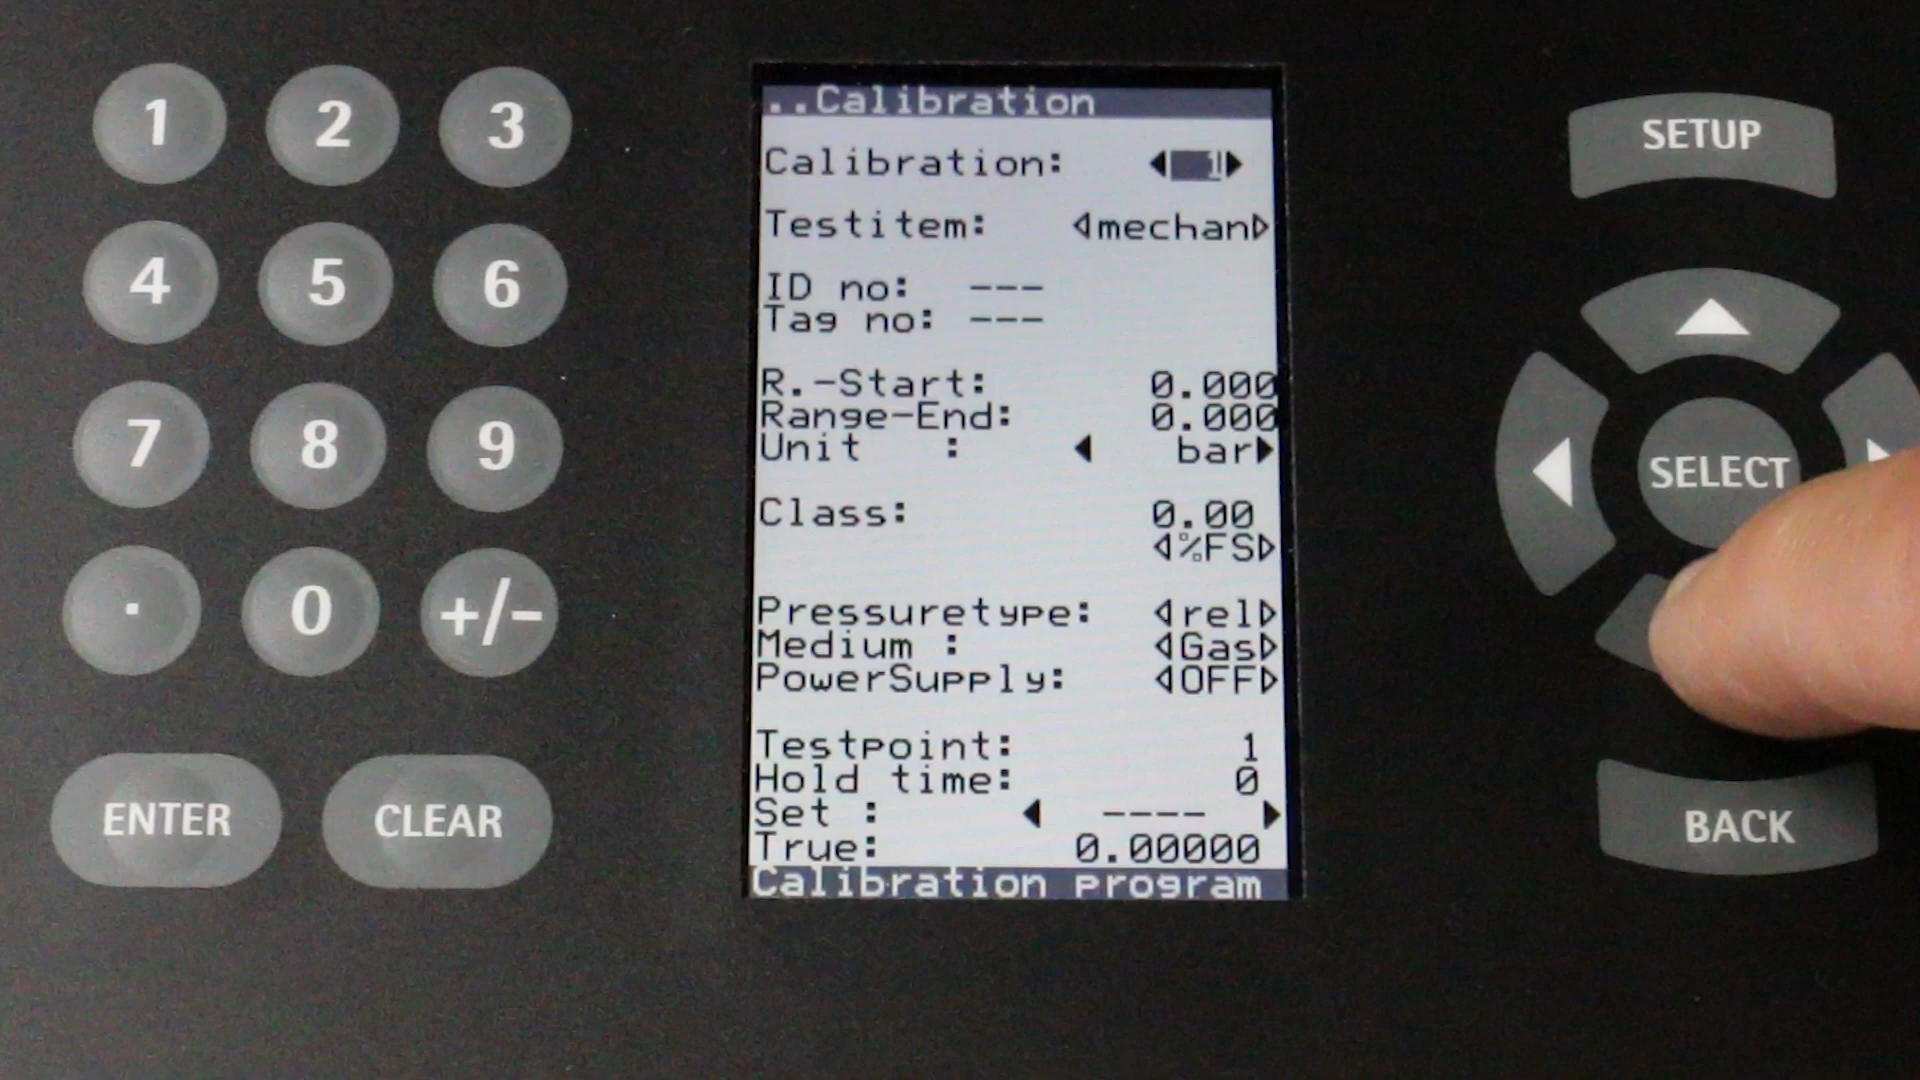 1 2 3
4 5 6
7 8 9
. 0 +/-
ENTER CLEAR
..Calibration
Calibration: 1
Testitem: mechan
ID no: ---
Tag no: ---
R.-Start: 0.000
Range-End: 0.000
Unit : bar
Class: 0.00
%FS
Pressuretype: rel
Medium : Gas
PowerSupply: OFF
Testpoint: 1
Hold time: 0
Set : ----
True: 0.00000
Calibration program
SETUP
SELECT
BACK